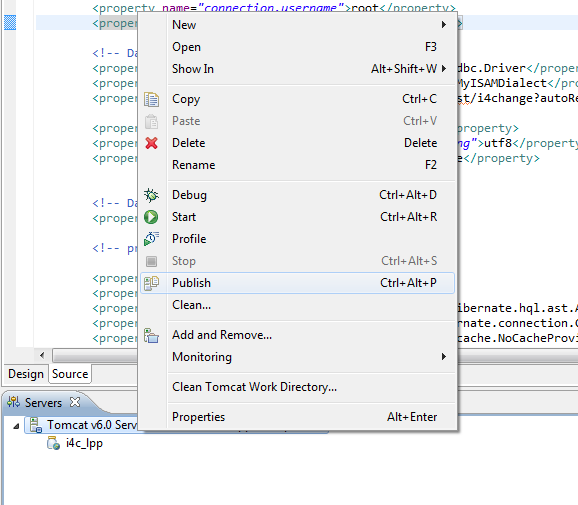 <property name="connection.username">root</property>
<proper
<!-- Da
<proper dbc.Driver</proper
<proper MyISAMDialect</prope
<proper st/i4change?autoRe
<proper property>
<proper ng">utf8</property
<proper e</property>
<!-- Da
<proper
<!-- pr
<proper
<proper
<proper ibernate.hql.ast.A
<proper rnate.connection.C
<proper cache.NoCacheProvi
New
Open F3
Show In Alt+Shift+W
Copy Ctrl+C
Paste Ctrl+V
Delete Delete
Rename F2
Debug Ctrl+Alt+D
Start Ctrl+Alt+R
Profile
Stop Ctrl+Alt+S
Publish Ctrl+Alt+P
Clean...
Add and Remove...
Monitoring
Clean Tomcat Work Directory...
Properties Alt+Enter
Design Source
Servers
Tomcat v6.0 Serv
i4c_lpp